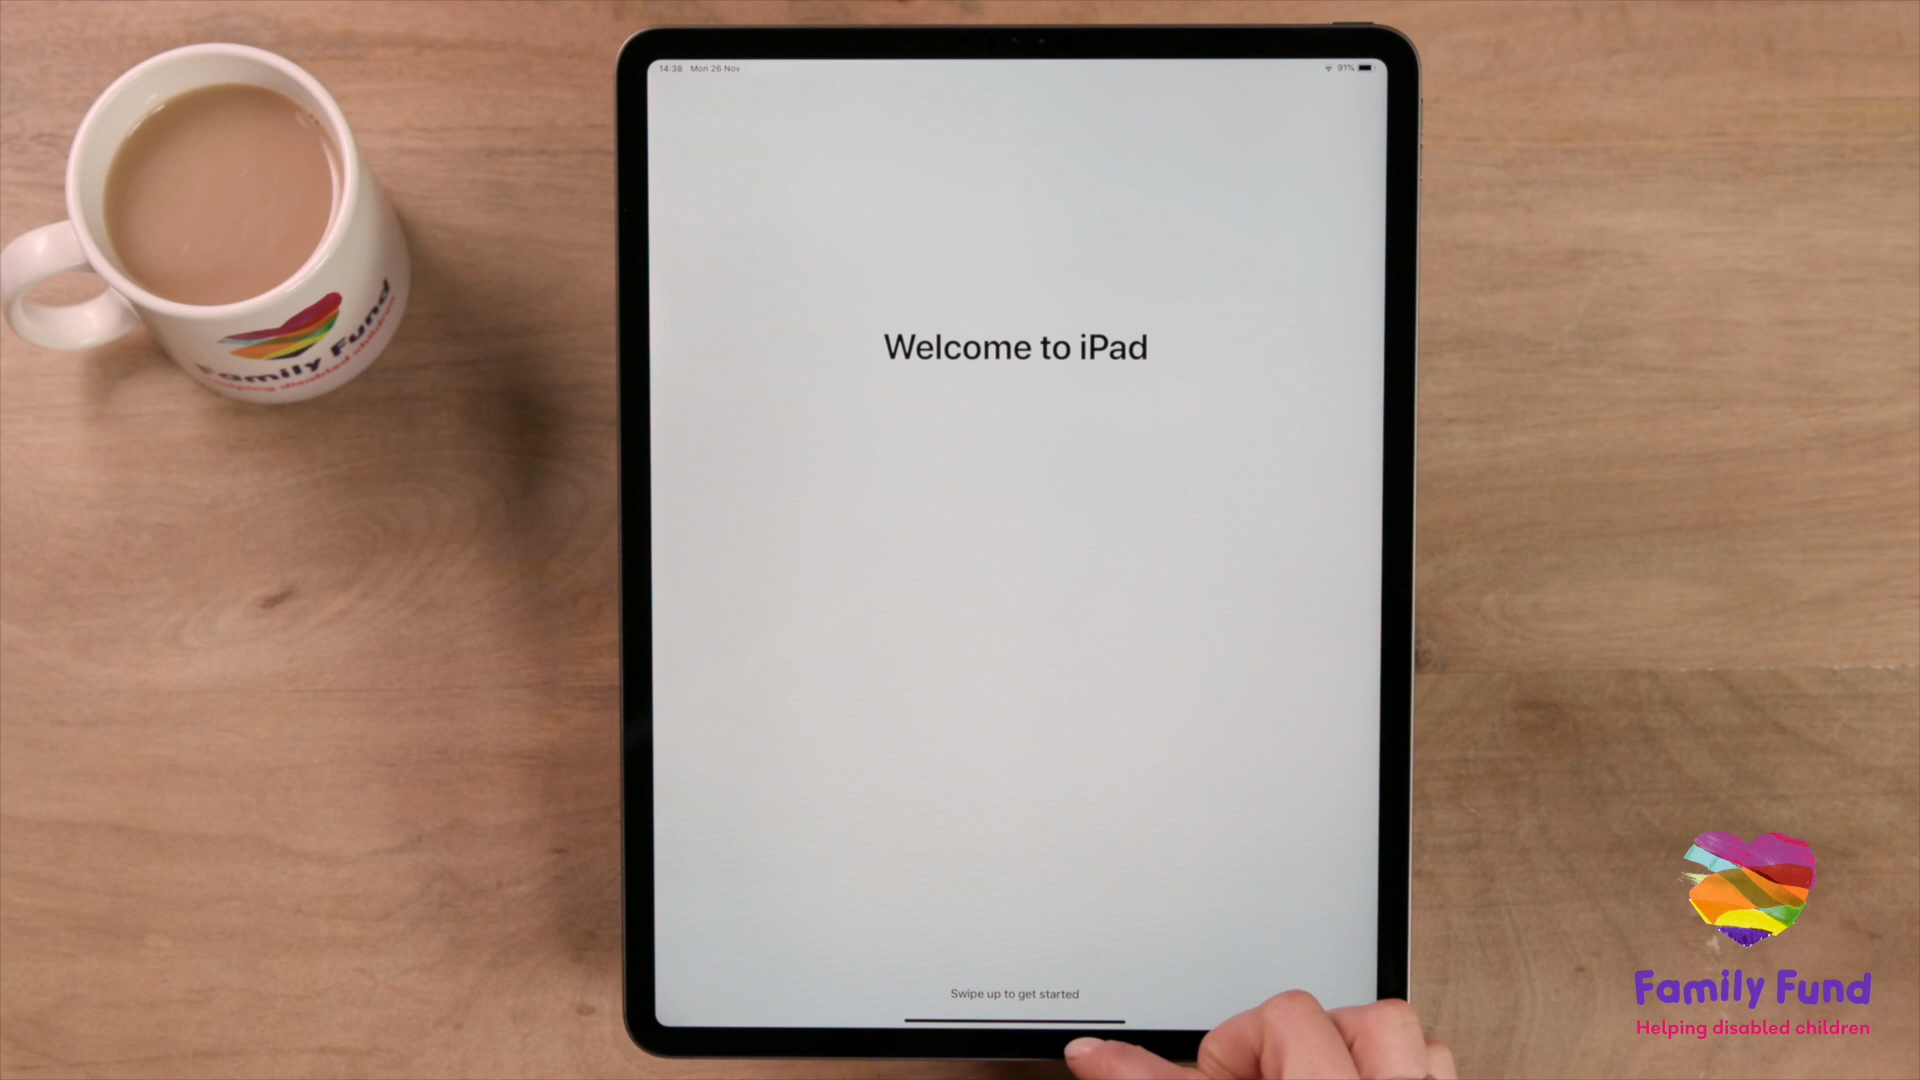 14:38 Mon 26 Nov
91%
Welcome to iPad
Family Fund
Helping disabled children
Swipe up to get started
Family Fund
Helping disabled children